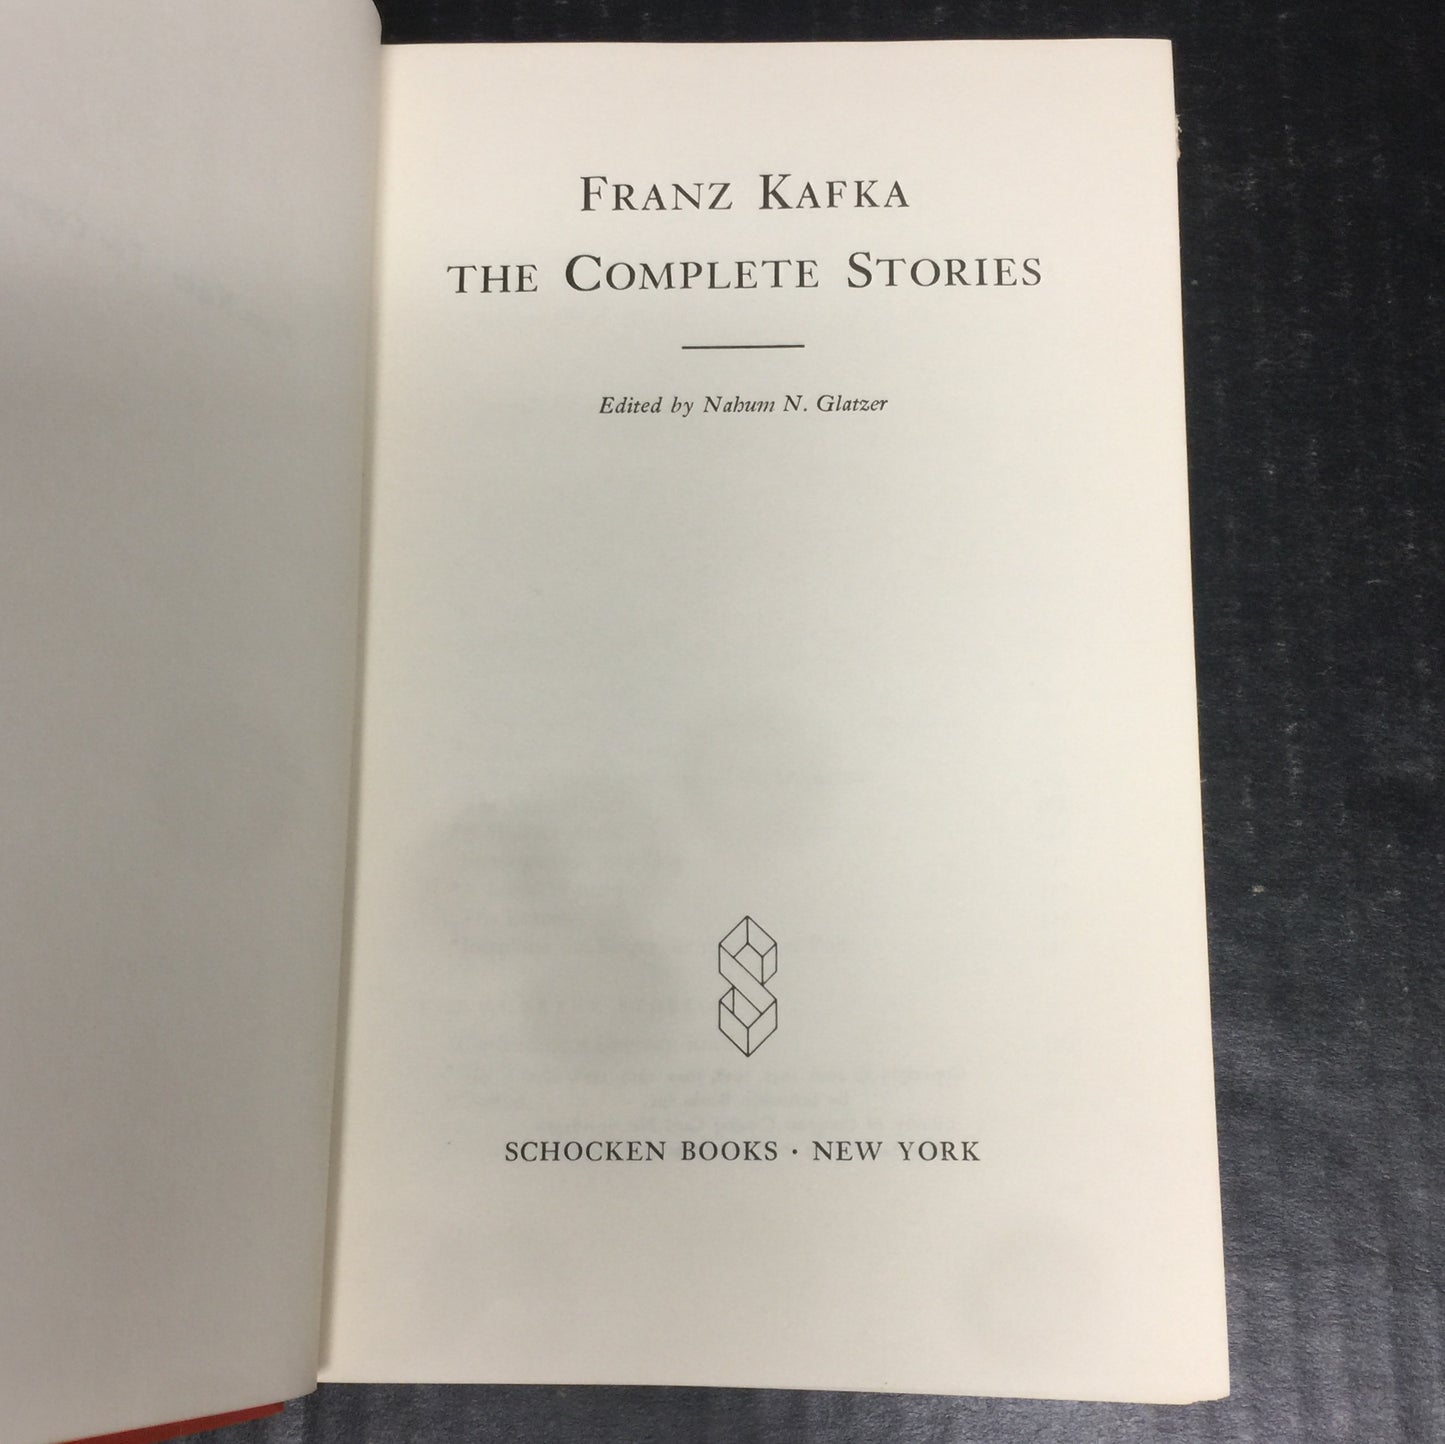 FRANZ KAFKA
THE COMPLETE STORIES
Edited by Nahum N. Glatzer
SCHOCKEN BOOKS · NEW YORK